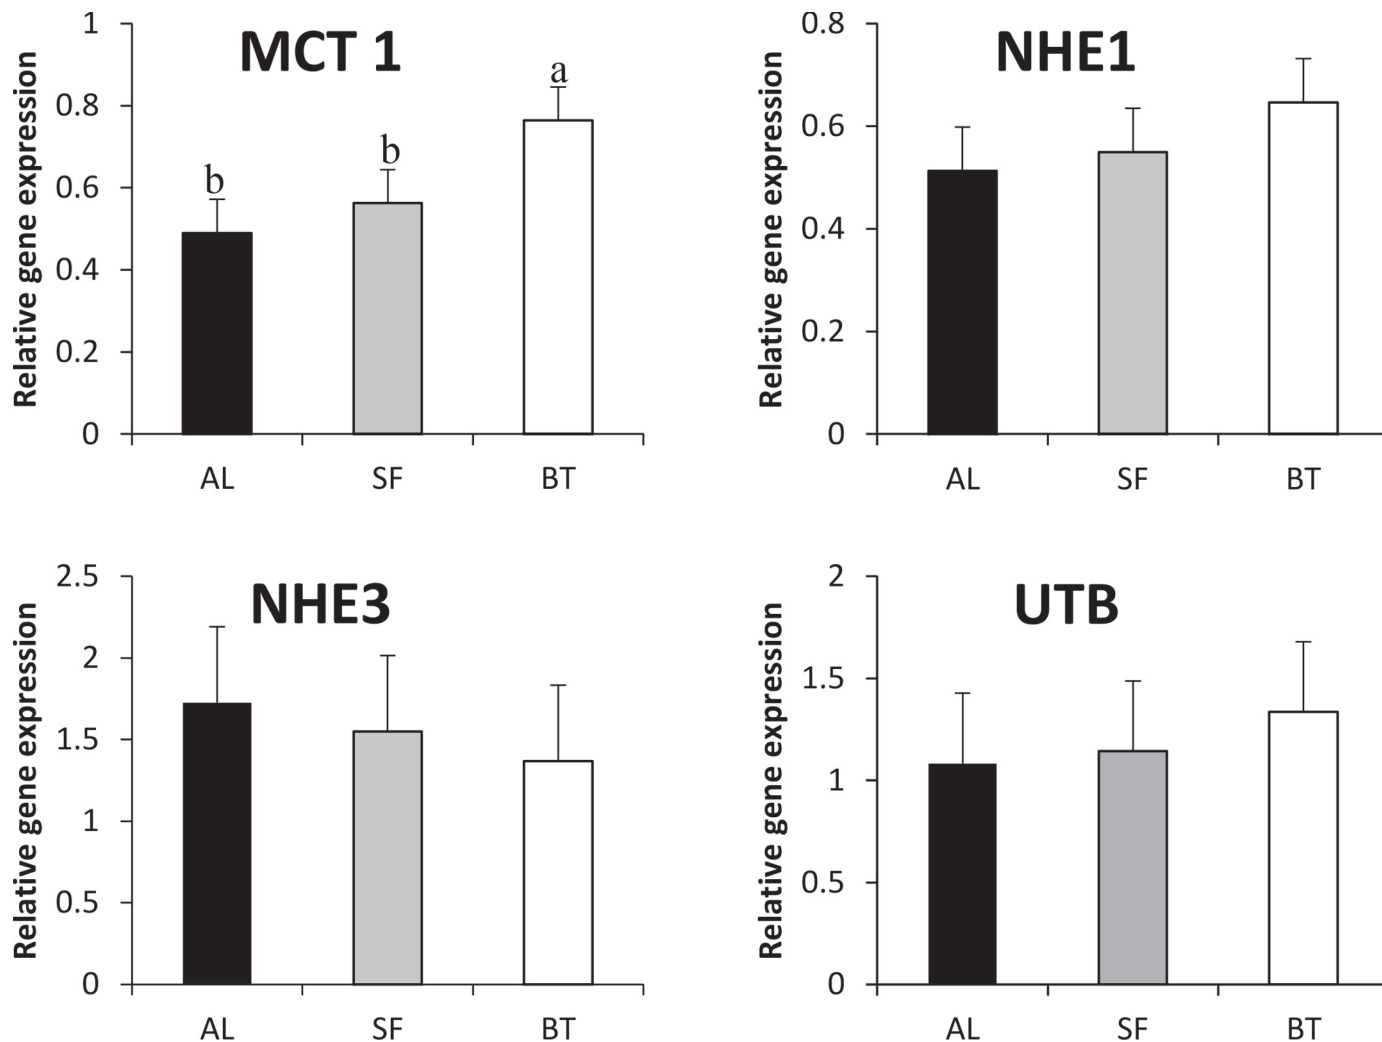 MCT 1
Relative gene expression
1
0.8
0.6
0.4
0.2
0
b
b
a
AL SF BT
NHE1
Relative gene expression
0.8
0.6
0.4
0.2
0
AL SF BT
NHE3
Relative gene expression
2.5
2
1.5
1
0.5
0
AL SF BT
UTB
Relative gene expression
2
1.5
1
0.5
0
AL SF BT